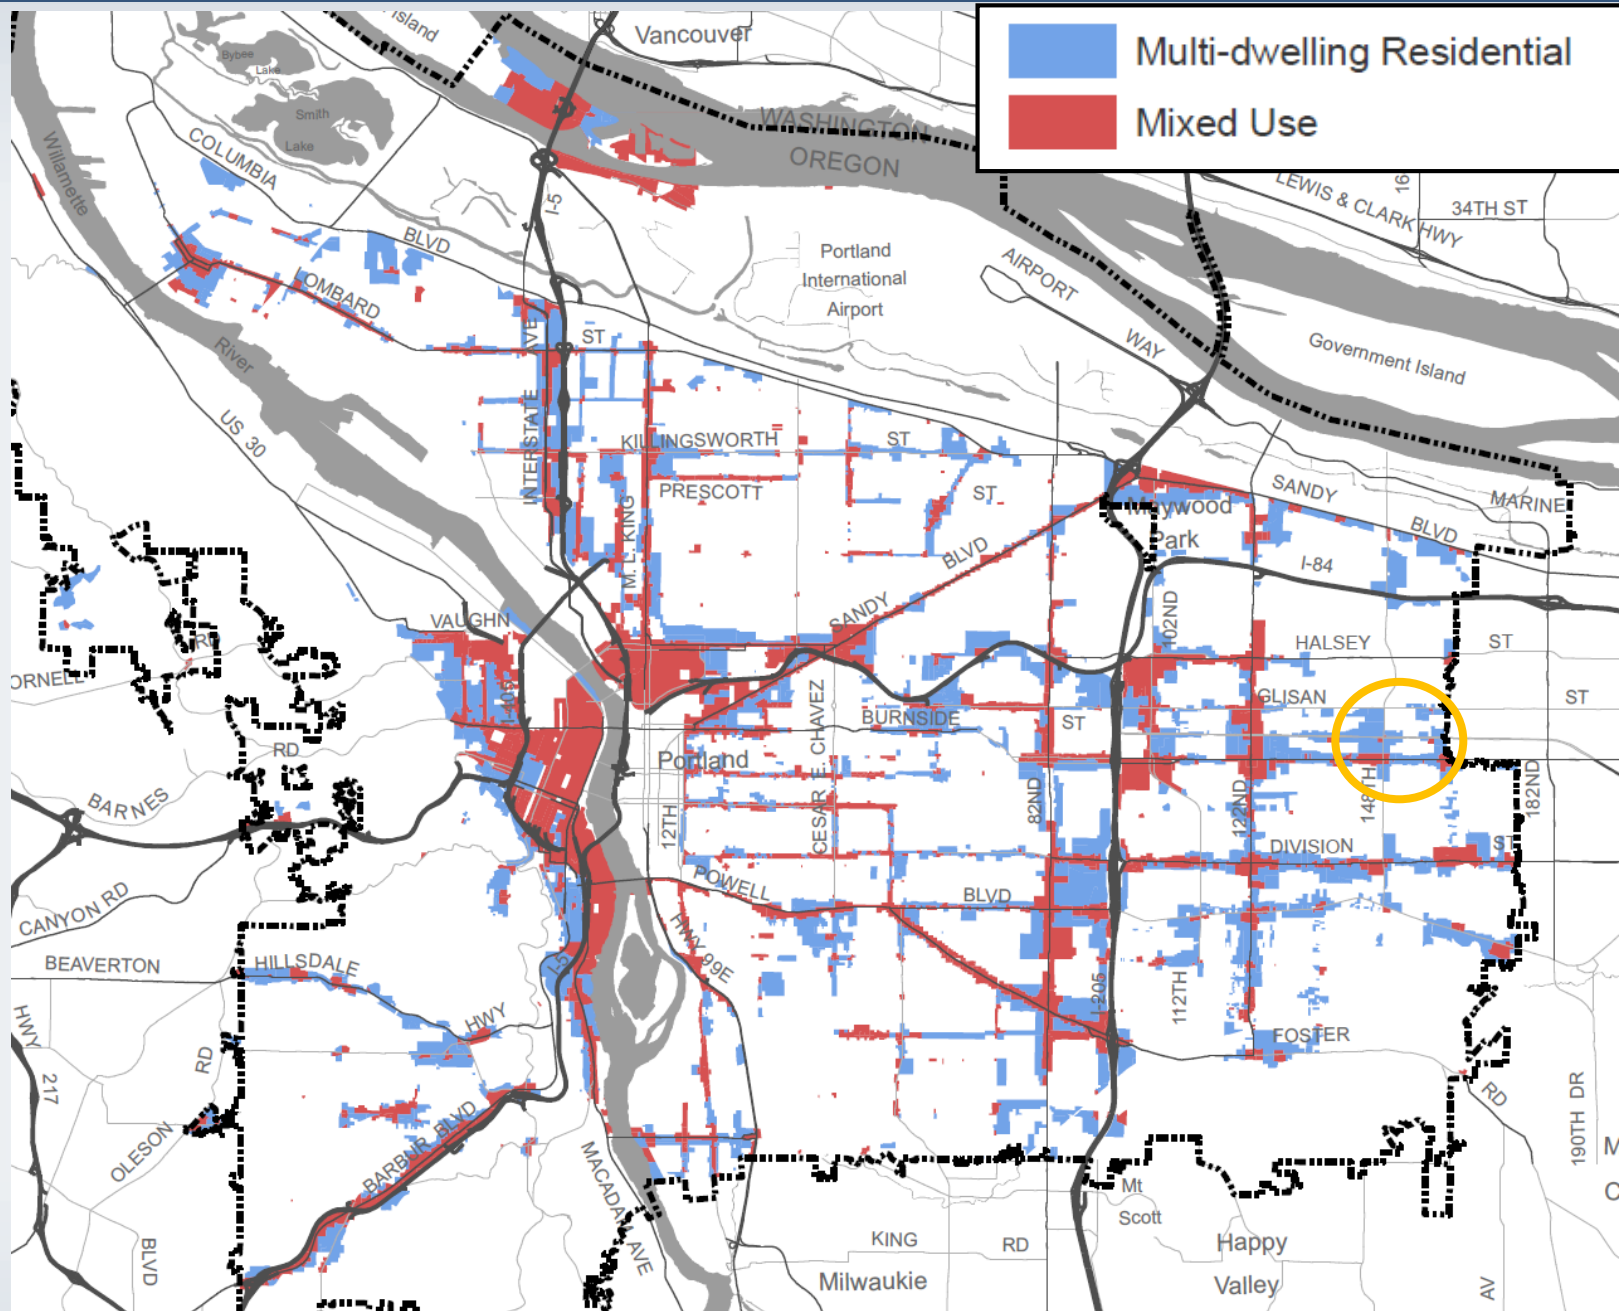 Multi-dwelling Residential
Mixed Use
Island
Vancouver
Bybee
Lake
Smith
Lake
WASHINGTON
OREGON
COLUMBIA
BLVD
Willamette
River
LOMBARD
ST
I-5
Portland
International
Airport
AIRPORT
WAY
LEWIS & CLARK HWY
34TH ST
Government Island
US 30
INTERSTATE AVE
KILLINGSWORTH
ST
PRESCOTT
ST
M. L. KING
SANDY
BLVD
Maywood
Park
SANDY
BLVD
MARINE
I-84
VAUGHN
I-405
RD
RD
BARNES
102ND
HALSEY
ST
GLISAN
ST
BURNSIDE
ST
Portland
12TH
CESAR E. CHAVEZ
82ND
122ND
148TH
182ND
DIVISION
ST
POWELL
BLVD
CANYON RD
BEAVERTON
HILLSDALE
HWY
I-5
HWY 99E
I-205
112TH
FOSTER
RD
HWY
217
RD
OLESON
BARBUR BLVD
MACADAM AVE
BLVD
190TH DR
Mt
Scott
KING
RD
Happy
Valley
Milwaukie
AV